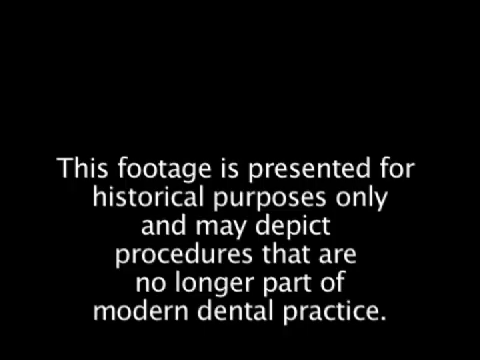 This footage is presented for
historical purposes only
and may depict
procedures that are
no longer part of
modern dental practice.